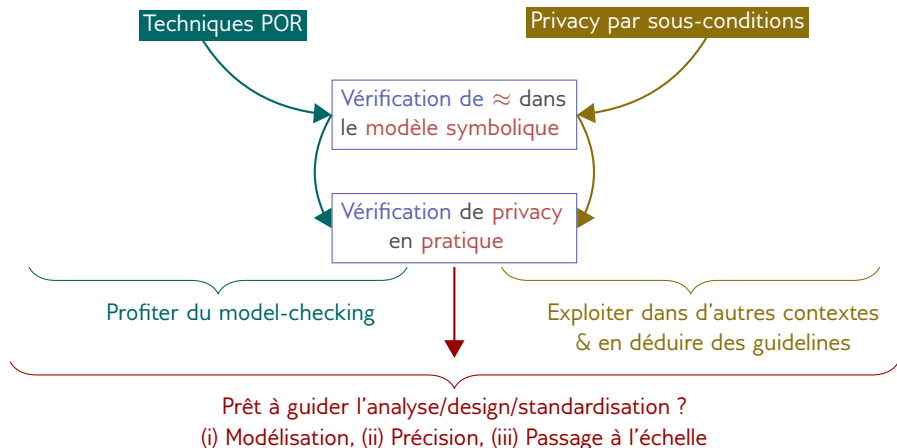 Techniques POR
Privacy par sous-conditions
Vérification de ≈ dans
le modèle symbolique
Vérification de privacy
en pratique
Profiter du model-checking
Exploiter dans d'autres contextes
& en déduire des guidelines
Prêt à guider l'analyse/design/standardisation ?
(i) Modélisation, (ii) Précision, (iii) Passage à l'échelle